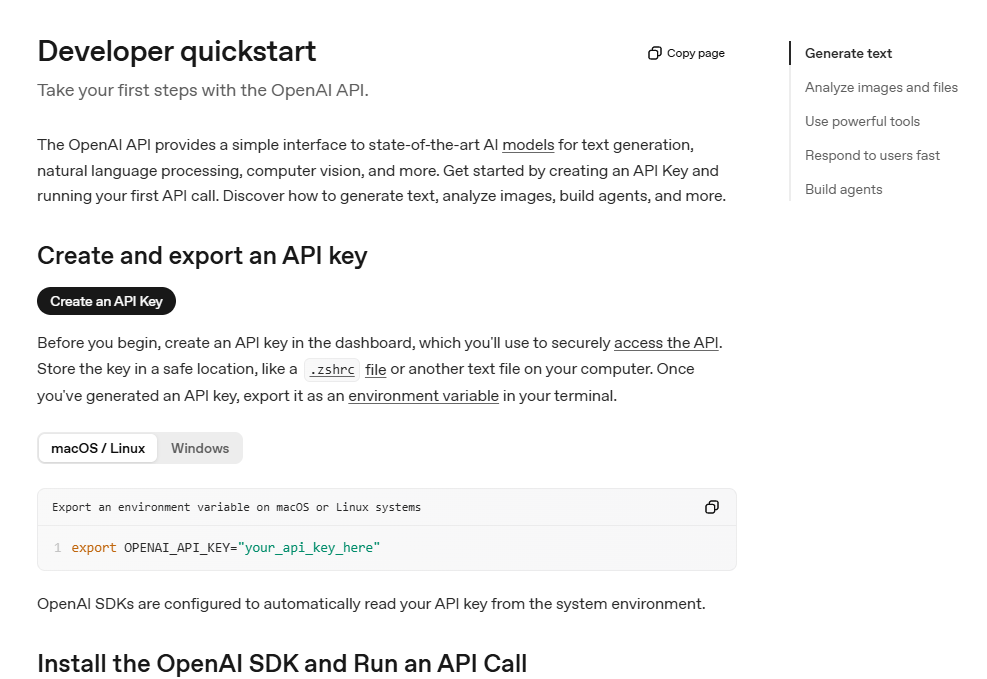 Developer quickstart
Copy page
Take your first steps with the OpenAI API.
The OpenAI API provides a simple interface to state-of-the-art AI models for text generation,
natural language processing, computer vision, and more. Get started by creating an API Key and
running your first API call. Discover how to generate text, analyze images, build agents, and more.
Create and export an API key
Create an API Key
Before you begin, create an API key in the dashboard, which you'll use to securely access the API.
Store the key in a safe location, like a .zshrc file or another text file on your computer. Once
you've generated an API key, export it as an environment variable in your terminal.
macOS / Linux Windows
Export an environment variable on macOS or Linux systems
1 export OPENAI_API_KEY="your_api_key_here"
OpenAI SDKs are configured to automatically read your API key from the system environment.
Install the OpenAI SDK and Run an API Call
Generate text
Analyze images and files
Use powerful tools
Respond to users fast
Build agents